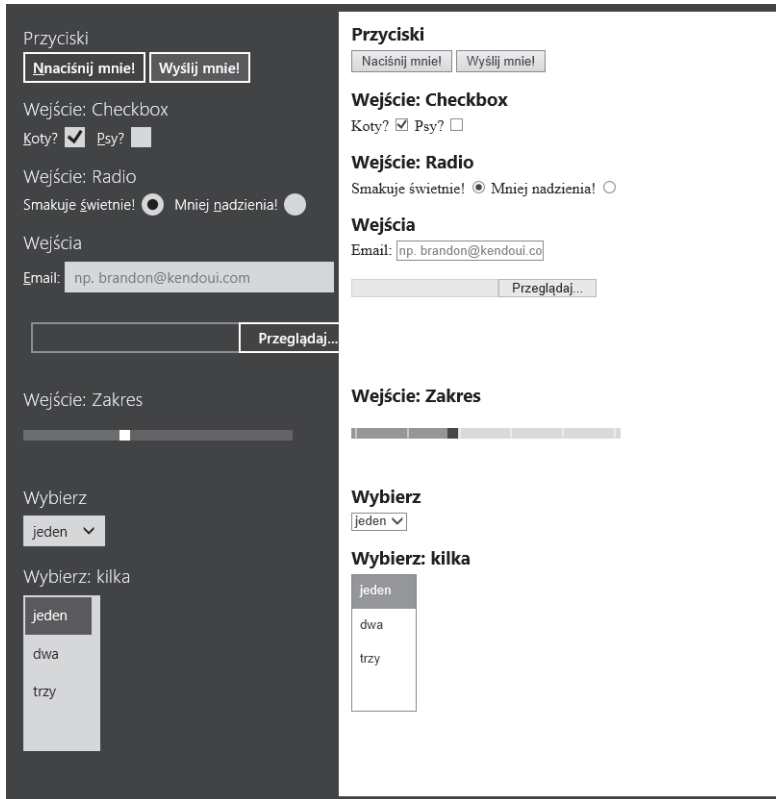 Przyciski
Nnaciśnij mnie! Wyślij mnie!
Wejście: Checkbox
Koty? Psy?
Wejście: Radio
Smakuje świetnie! Mniej nadzienia!
Wejścia
Email: np. brandon@kendoui.com
Przeglądaj...
Wejście: Zakres
Wybierz
jeden
Wybierz: kilka
jeden
dwa
trzy
Przyciski
Naciśnij mnie! Wyślij mnie!
Wejście: Checkbox
Koty? Psy?
Wejście: Radio
Smakuje świetnie! Mniej nadzienia!
Wejścia
Email: np. brandon@kendoui.co
Przeglądaj...
Wejście: Zakres
Wybierz
jeden
Wybierz: kilka
jeden
dwa
trzy